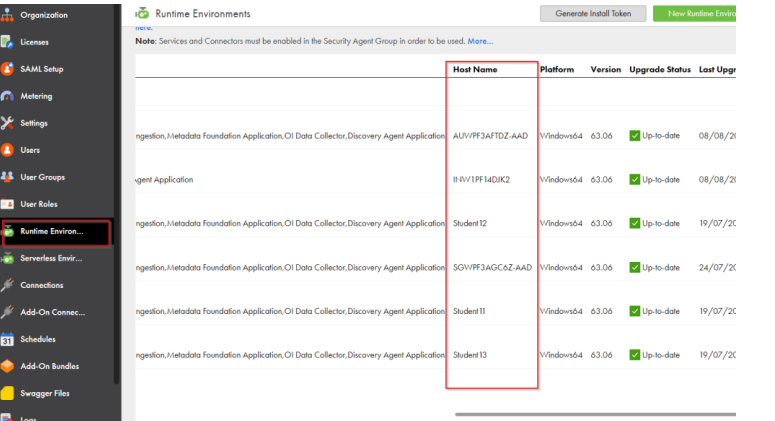 Organization
Licenses
SAML Setup
Metering
Settings
Users
User Groups
User Roles
Runtime Environ...
Serverless Envir...
Connections
Add-On Connec...
Schedules
Add-On Bundles
Swagger Files
Logs
Runtime Environments
Generate Install Token
New Runtime Enviro
here.
Note: Services and Connectors must be enabled in the Security Agent Group in order to be used. More...
Host Name Platform Version Upgrade Status Last Upgr
ngestion,Metadata Foundation Application,OI Data Collector,Discovery Agent Application AUWPF3AFTDZ-AAD Windows64 63.06 Up-to-date 08/08/20
Agent Application INW1PF14DJK2 Windows64 63.06 Up-to-date 08/08/20
ngestion,Metadata Foundation Application,OI Data Collector,Discovery Agent Application Student12 Windows64 63.06 Up-to-date 19/07/20
ngestion,Metadata Foundation Application,OI Data Collector,Discovery Agent Application SGWPF3AGC6Z-AAD Windows64 63.06 Up-to-date 24/07/20
ngestion,Metadata Foundation Application,OI Data Collector,Discovery Agent Application Student11 Windows64 63.06 Up-to-date 19/07/20
ngestion,Metadata Foundation Application,OI Data Collector,Discovery Agent Application Student13 Windows64 63.06 Up-to-date 19/07/20